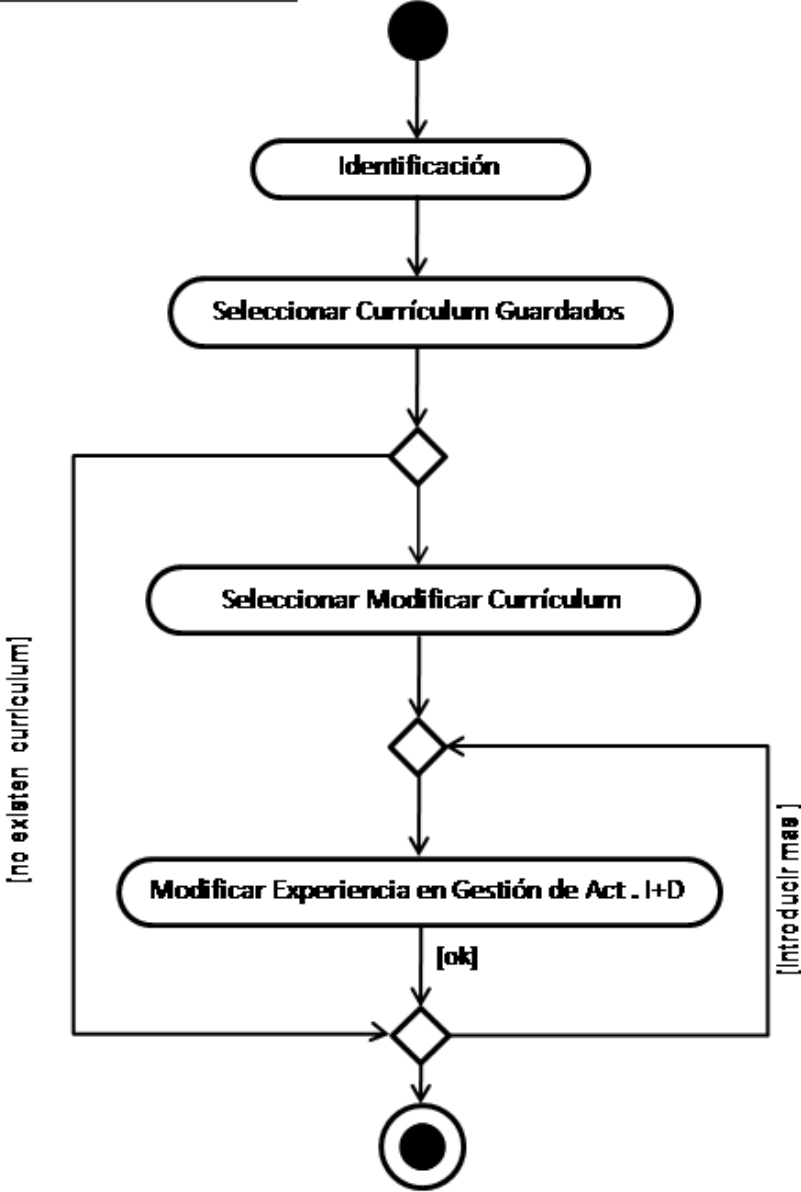 Identificación
Seleccionar Currículum Guardados
Seleccionar Modificar Currículum
[no existen curriculum]
Modificar Experiencia en Gestión de Act. I+D
[Introducir mas ]
[ok]